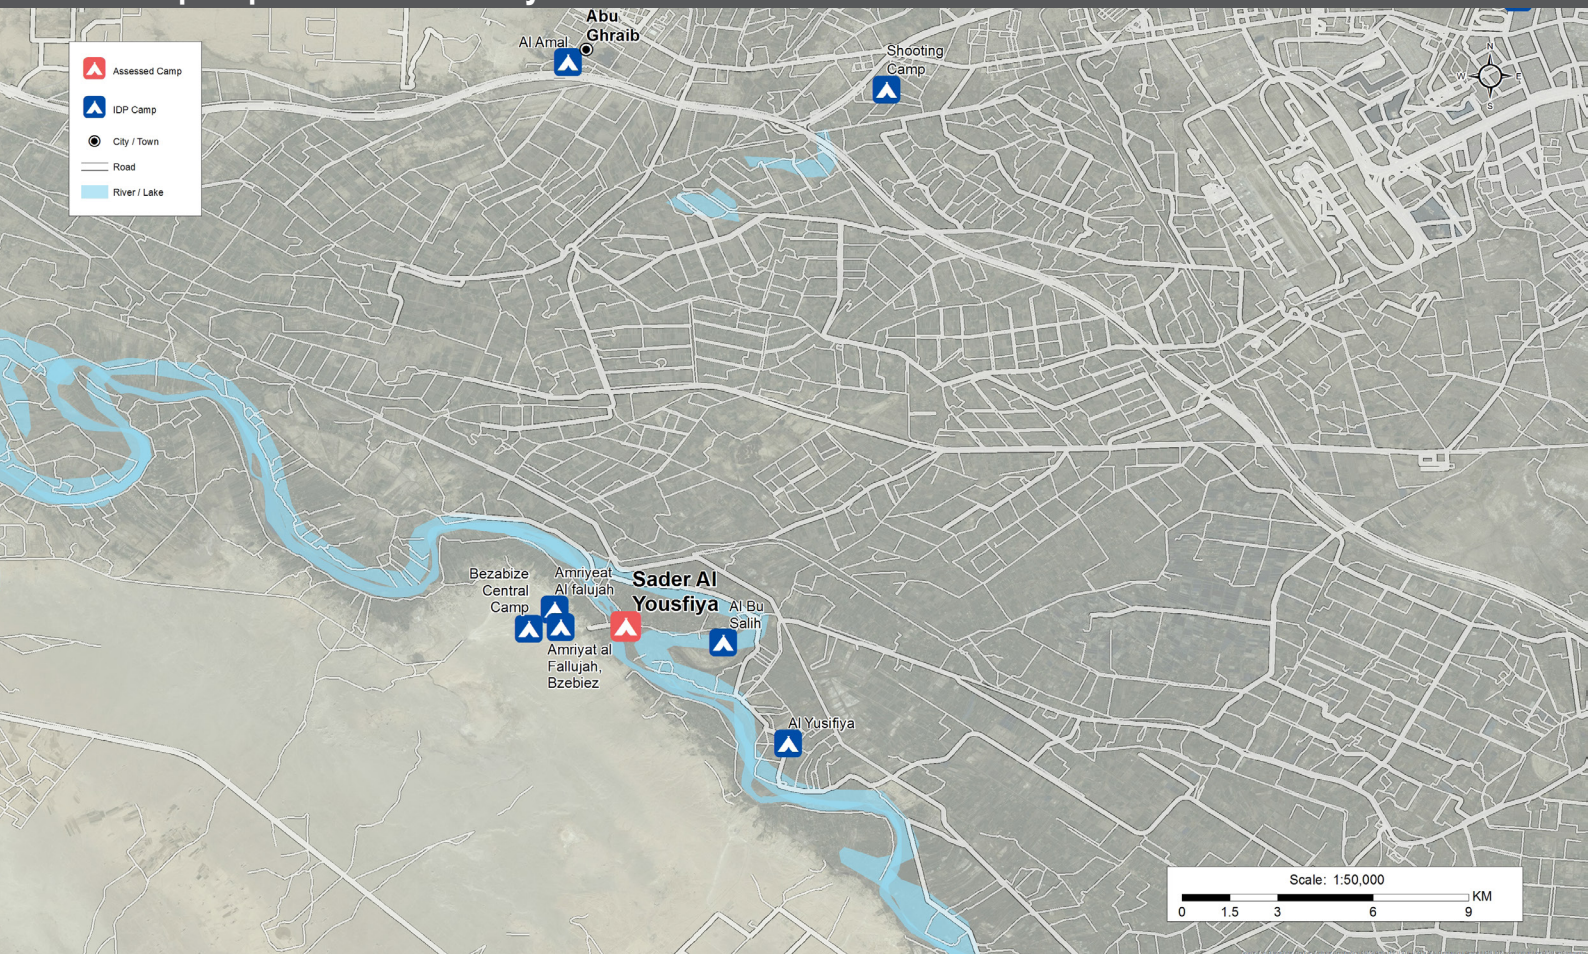 Abu
Ghraib
Al Amal
Shooting
Camp
Assessed Camp
IDP Camp
City / Town
Road
River / Lake
N
W
E
S
Bezabize
Central
Camp
Amriyeat
Al falujah
Sader Al
Yousfiya
Al Bu
Salih
Amriyat al
Fallujah,
Bzebiez
Al Yusifiya
Scale: 1:50,000
KM
0 1.5 3 6 9